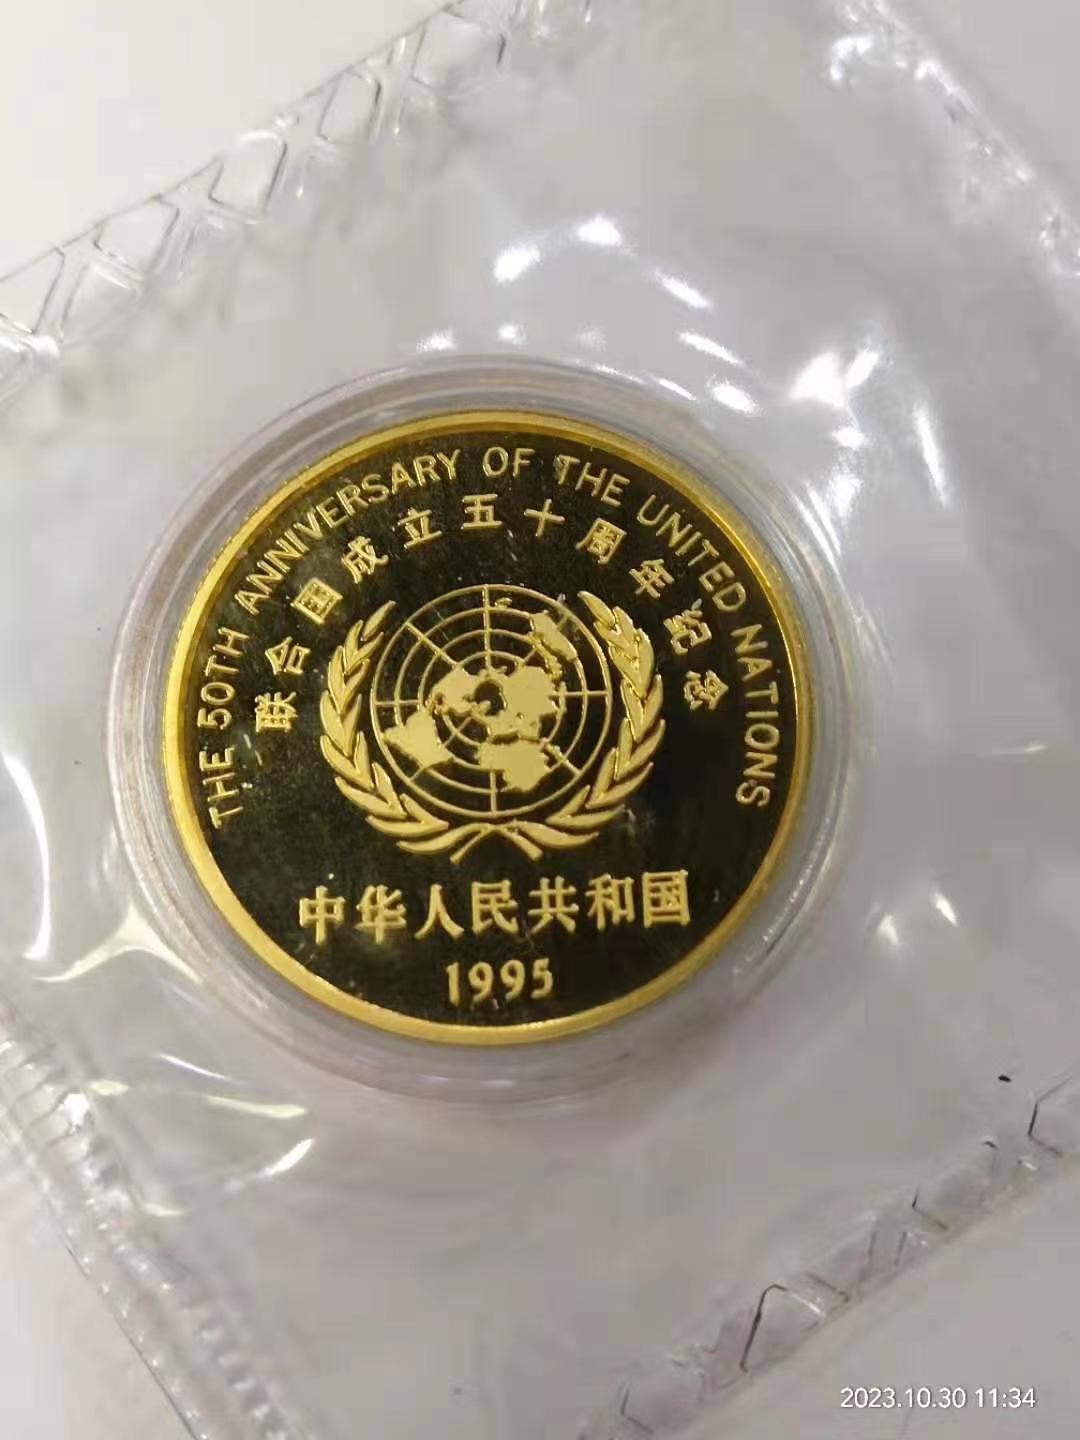 THE 50TH ANNIVERSARY OF THE UNITED NATIONS
联合国成立五十周年纪念
中华人民共和国
1995
2023.10.30 11:34